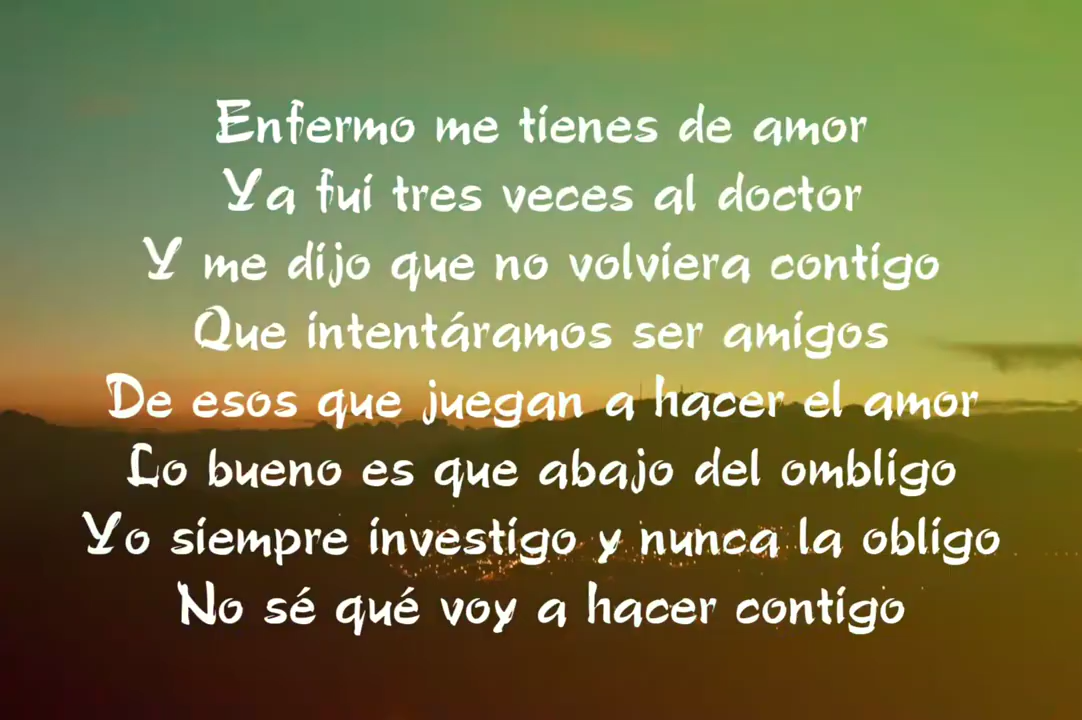 Enfermo me tienes de amor
Ya fui tres veces al doctor
Y me dijo que no volviera contigo
Que intentáramos ser amigos
De esos que juegan a hacer el amor
Lo bueno es que abajo del ombligo
Yo siempre investigo y nunca la obligo
No sé qué voy a hacer contigo